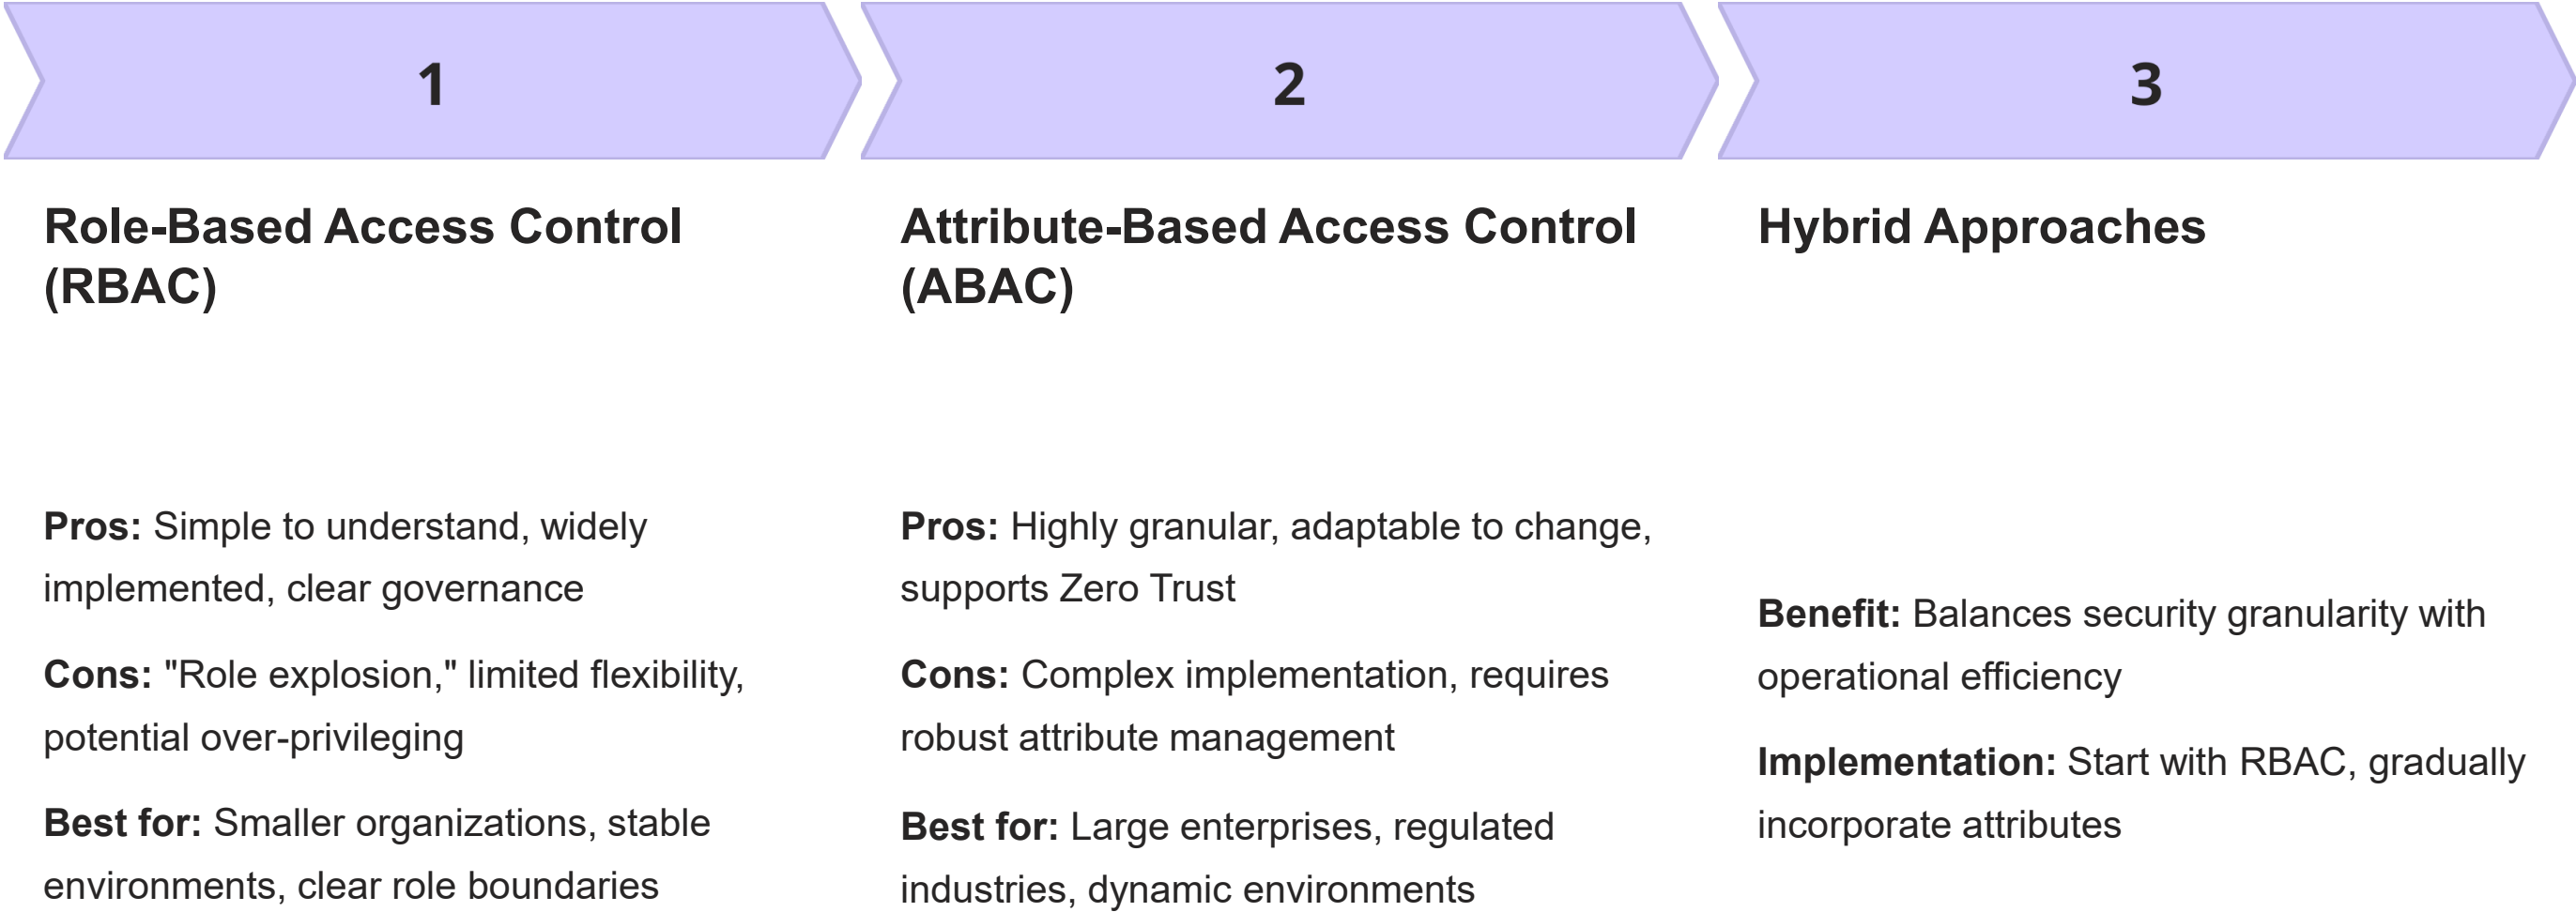 1
2
3
Role-Based Access Control
(RBAC)
Pros: Simple to understand, widely
implemented, clear governance
Cons: "Role explosion," limited flexibility,
potential over-privileging
Best for: Smaller organizations, stable
environments, clear role boundaries
Attribute-Based Access Control
(ABAC)
Pros: Highly granular, adaptable to change,
supports Zero Trust
Cons: Complex implementation, requires
robust attribute management
Best for: Large enterprises, regulated
industries, dynamic environments
Hybrid Approaches
Benefit: Balances security granularity with
operational efficiency
Implementation: Start with RBAC, gradually
incorporate attributes